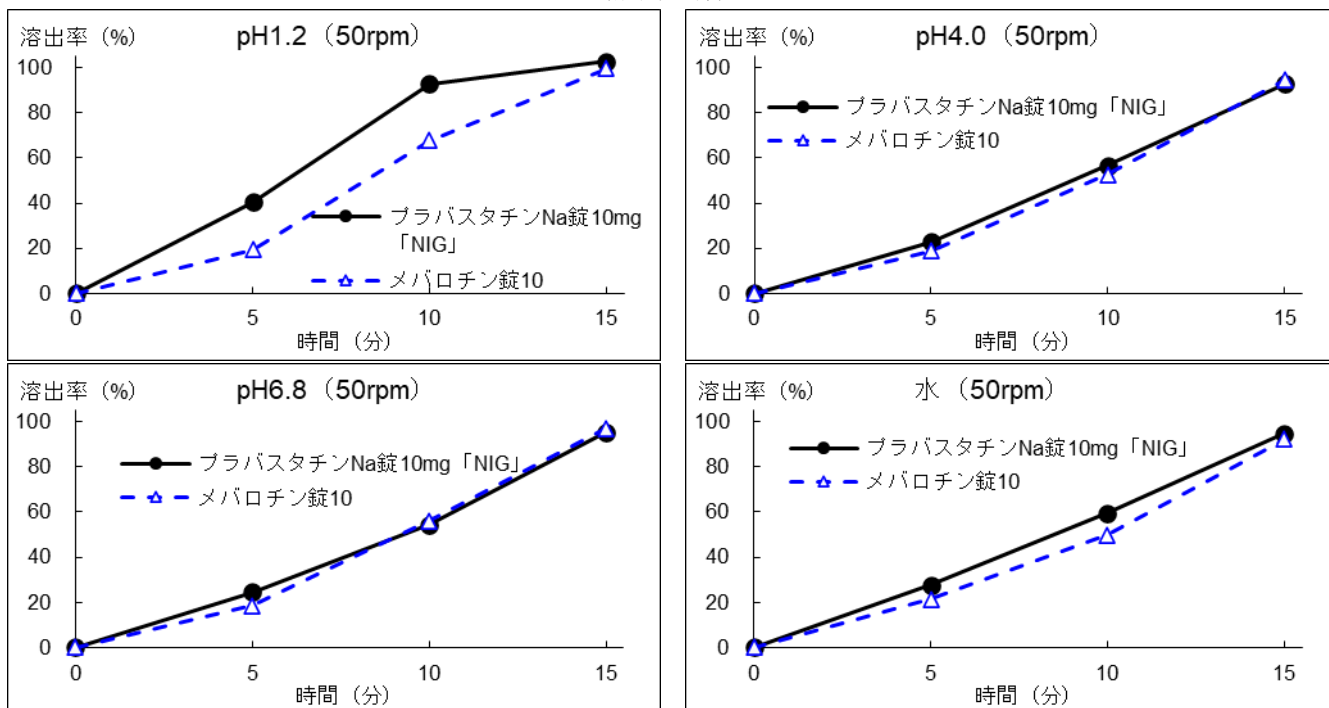 溶出率 (%) pH1.2（50rpm）
100
80
60
40
20
0
プラバスタチンNa錠10mg
「NIG」
メバロチン錠10
0 5 10 15
時間（分）
溶出率 (%) pH4.0（50rpm）
100
80
60
40
20
0
プラバスタチンNa錠10mg「NIG」
メバロチン錠10
0 5 10 15
時間（分）
溶出率 (%) pH6.8（50rpm）
100
80
60
40
20
0
プラバスタチンNa錠10mg「NIG」
メバロチン錠10
0 5 10 15
時間（分）
溶出率 (%) 水（50rpm）
100
80
60
40
20
0
プラバスタチンNa錠10mg「NIG」
メバロチン錠10
0 5 10 15
時間（分）